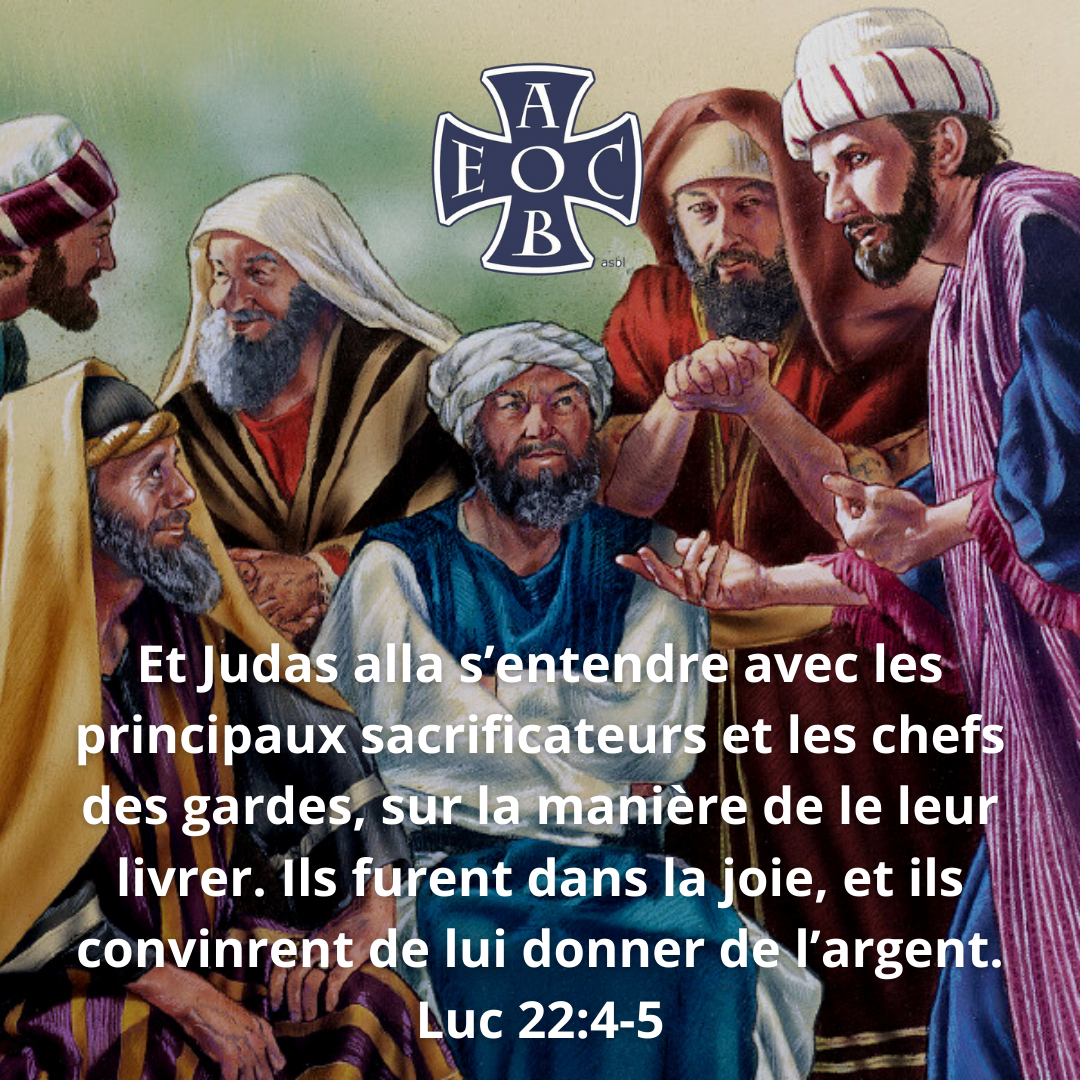 A
E O C
B
asbl
Et Judas alla s’entendre avec les
principaux sacrificateurs et les chefs
des gardes, sur la manière de le leur
livrer. Ils furent dans la joie, et ils
convinrent de lui donner de l’argent.
Luc 22:4-5